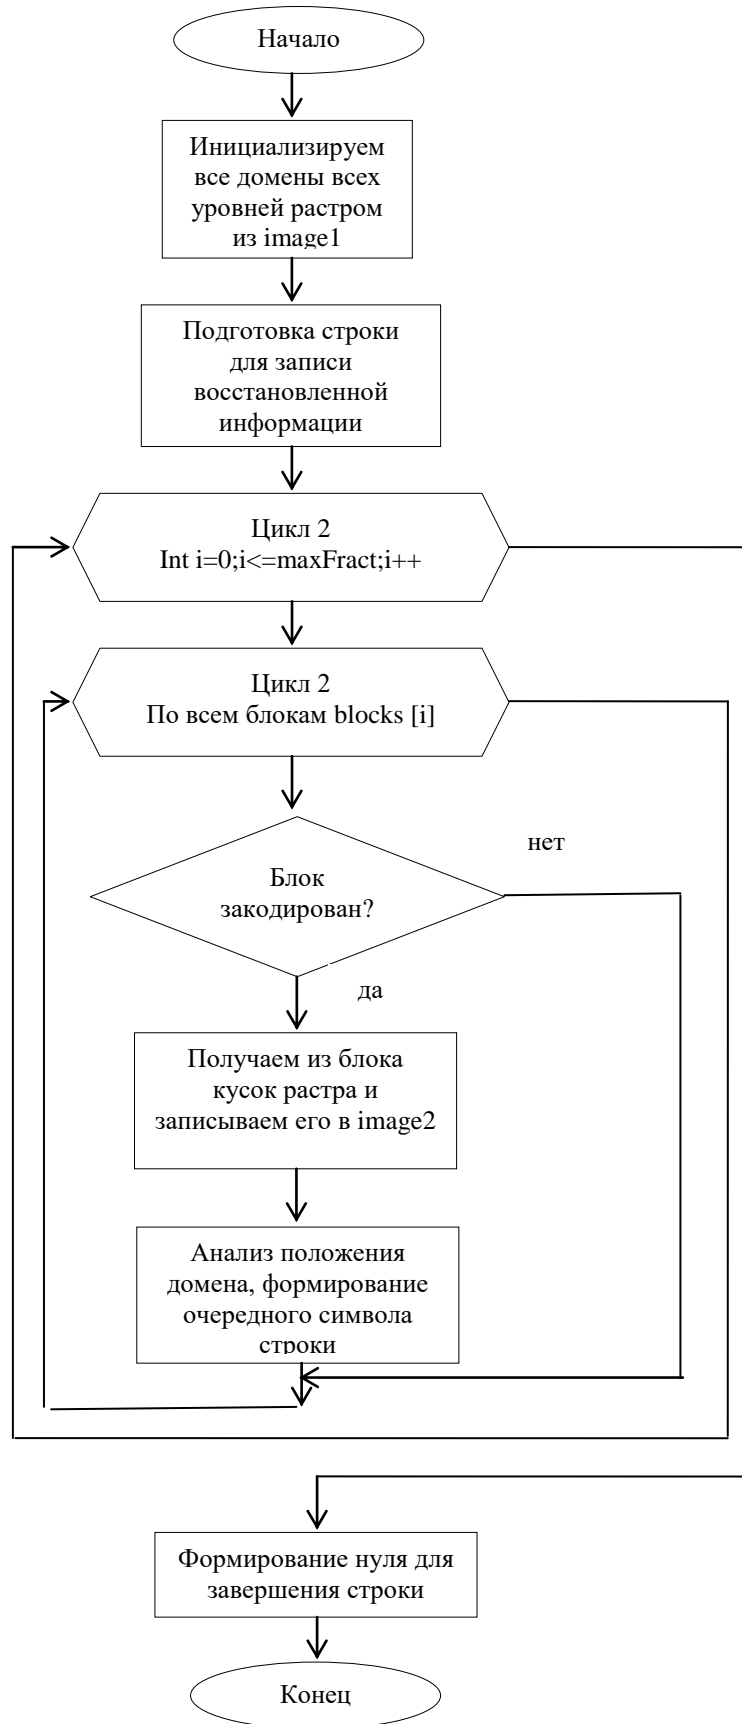 Начало
Инициализируем
все домены всех
уровней растром
из image1
Подготовка строки
для записи
восстановленной
информации
Цикл 2
Int i=0;i<=maxFract;i++
Цикл 2
По всем блокам blocks [i]
нет
Блок
закодирован?
да
Получаем из блока
кусок растра и
записываем его в image2
Анализ положения
домена, формирование
очередного символа
строки
Формирование нуля для
завершения строки
Конец